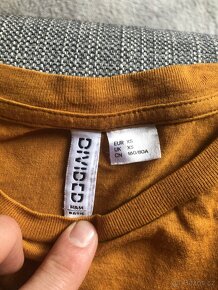 DIVIDED
H&M
EUR XS
UK XS
CN 160/80A